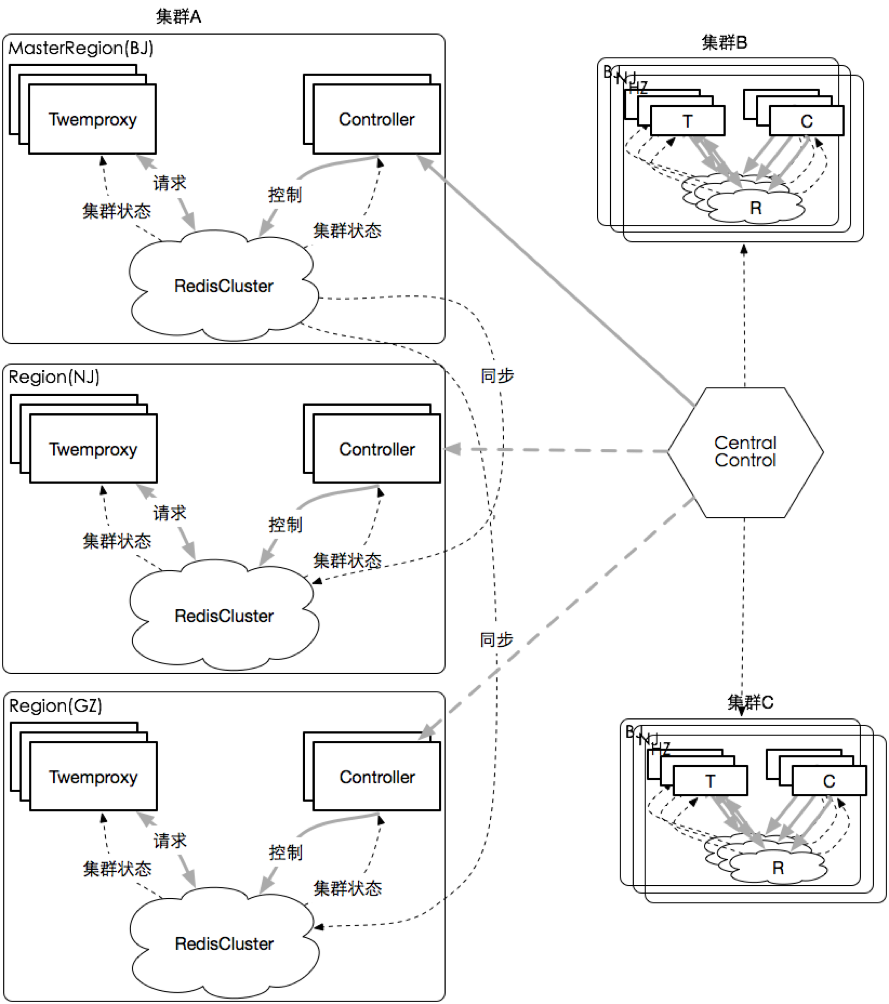 集群A
MasterRegion(BJ)
Twemproxy
Controller
请求
控制
集群状态
集群状态
RedisCluster
同步
Region(NJ)
Twemproxy
Controller
请求
控制
集群状态
集群状态
RedisCluster
同步
Region(GZ)
Twemproxy
Controller
请求
控制
集群状态
集群状态
RedisCluster
集群B
BJ
NJ
HZ
T
C
R
Central
Control
集群C
BJ
NJ
HZ
T
C
R